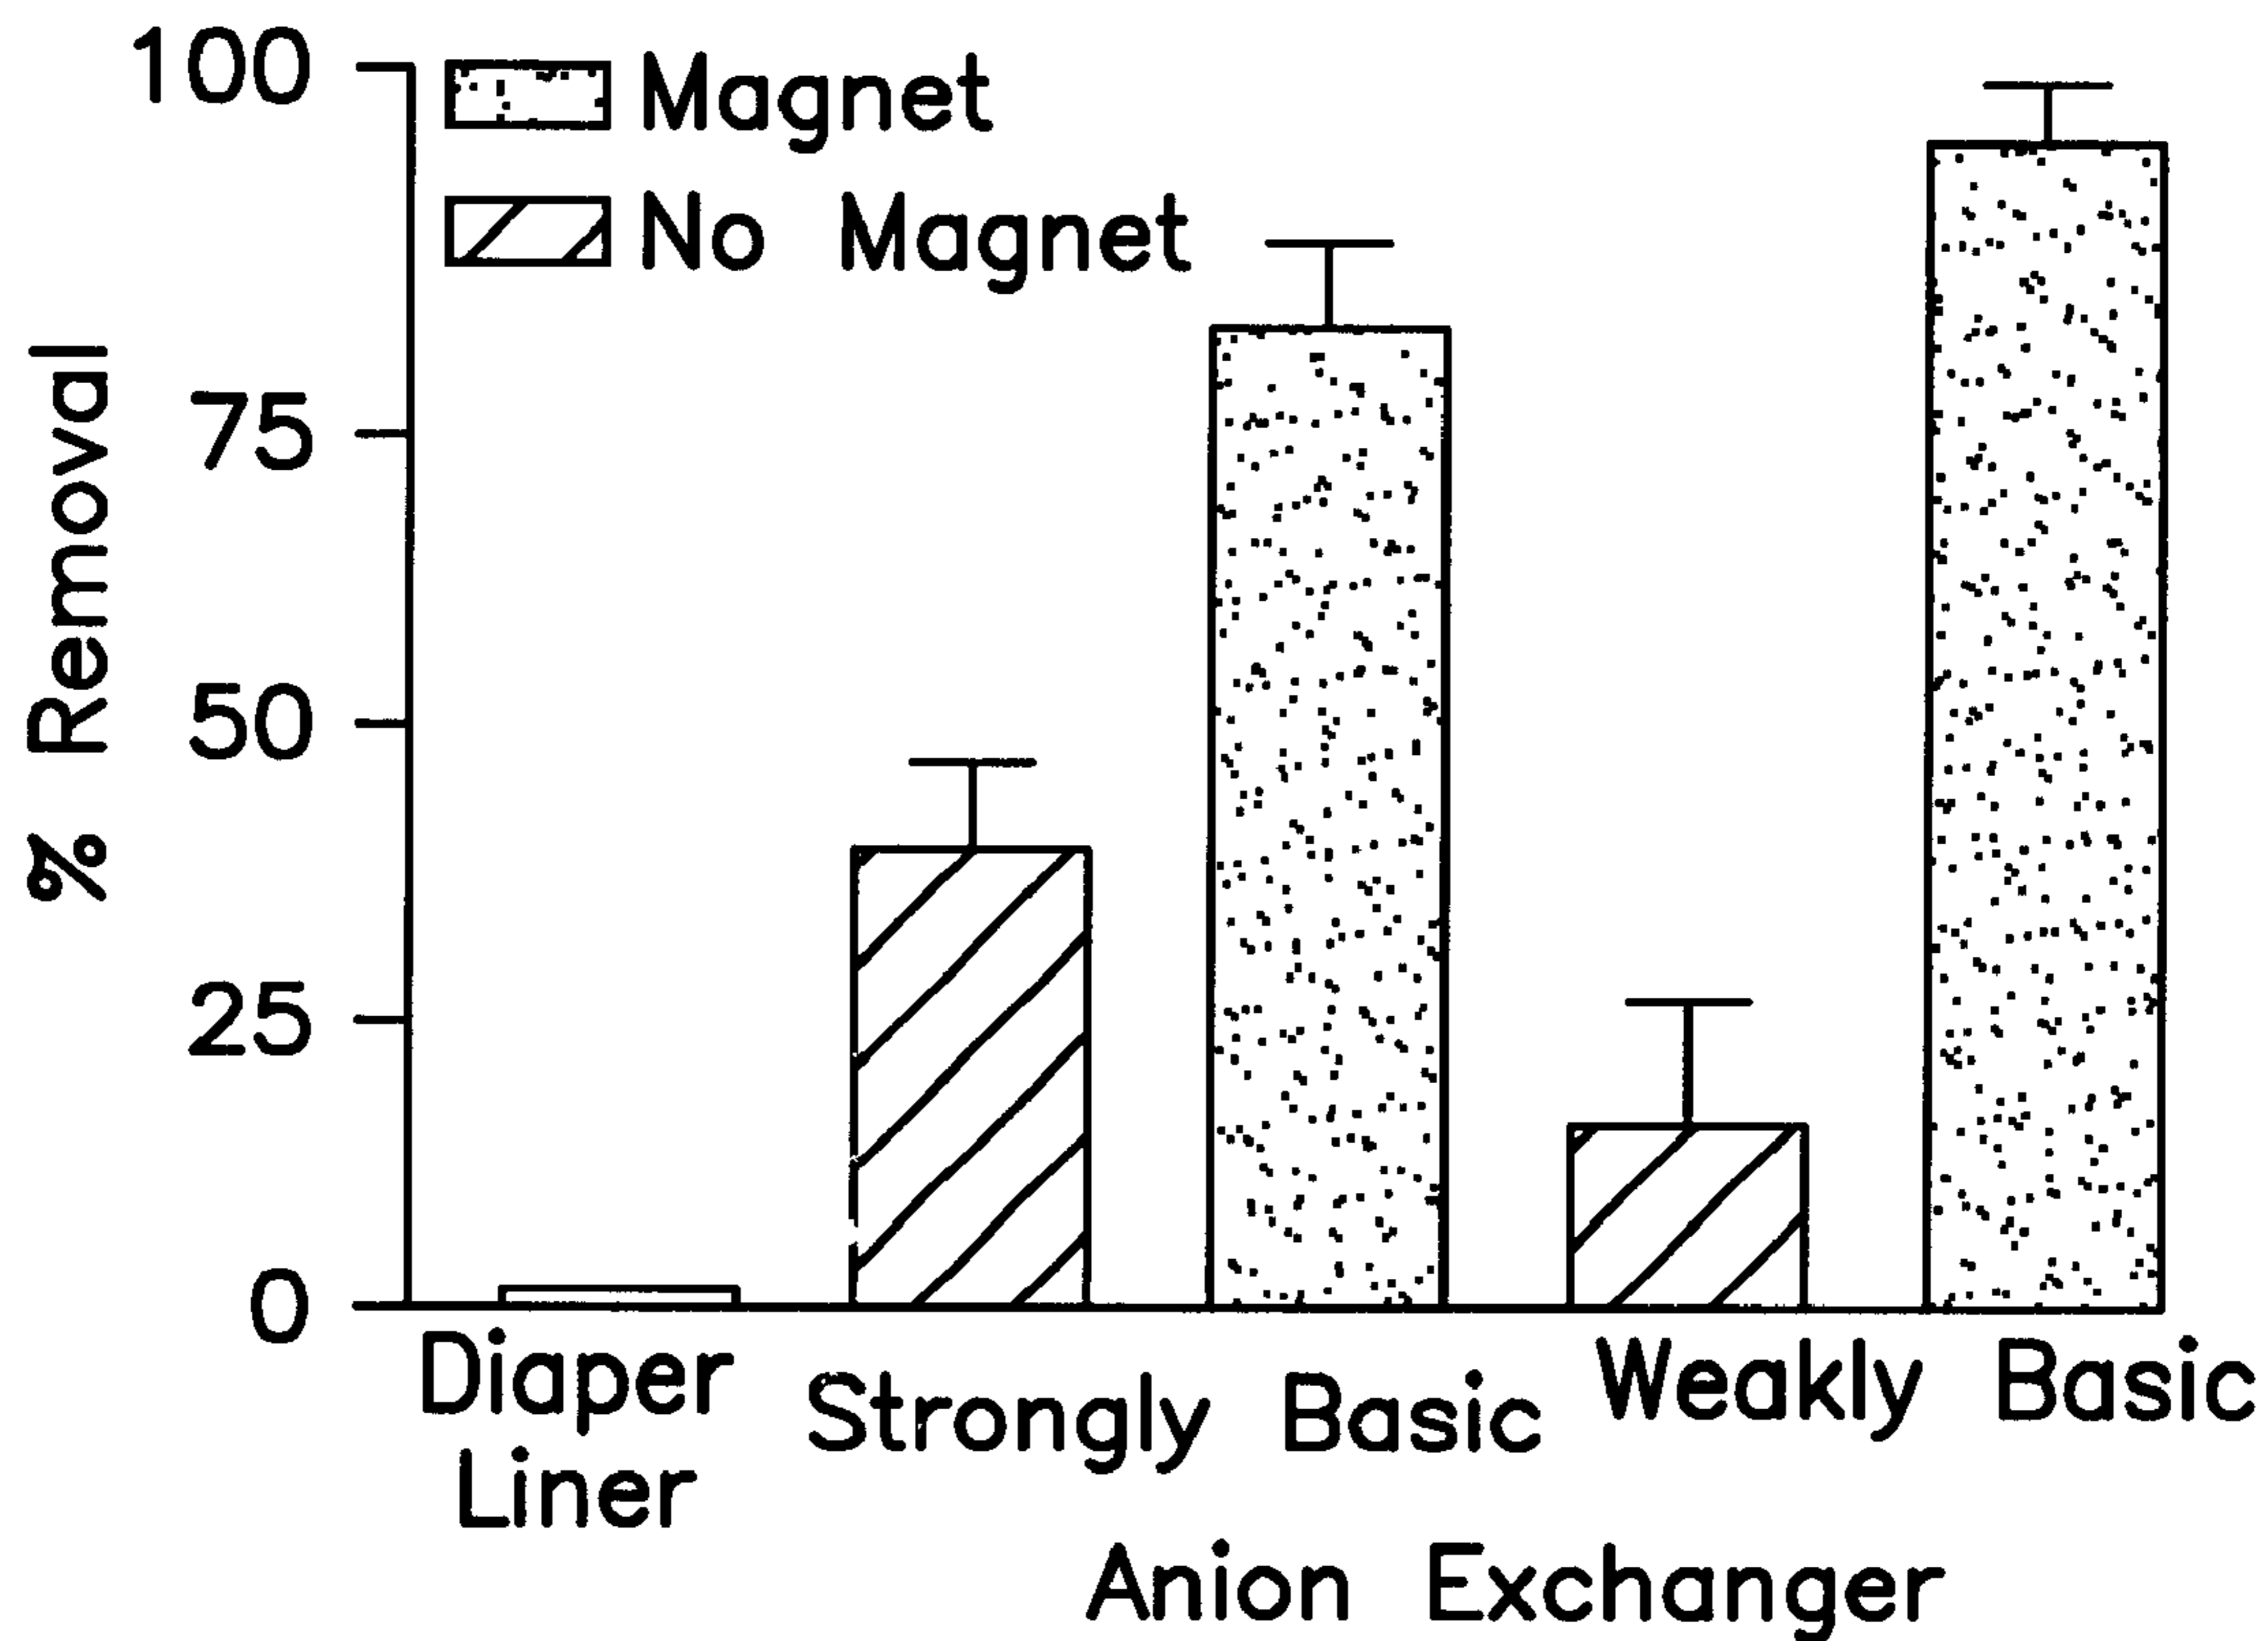 % Removal
100
75
50
25
0
Magnet
No Magnet
Diaper
Liner
Strongly Basic
Weakly Basic
Anion Exchanger